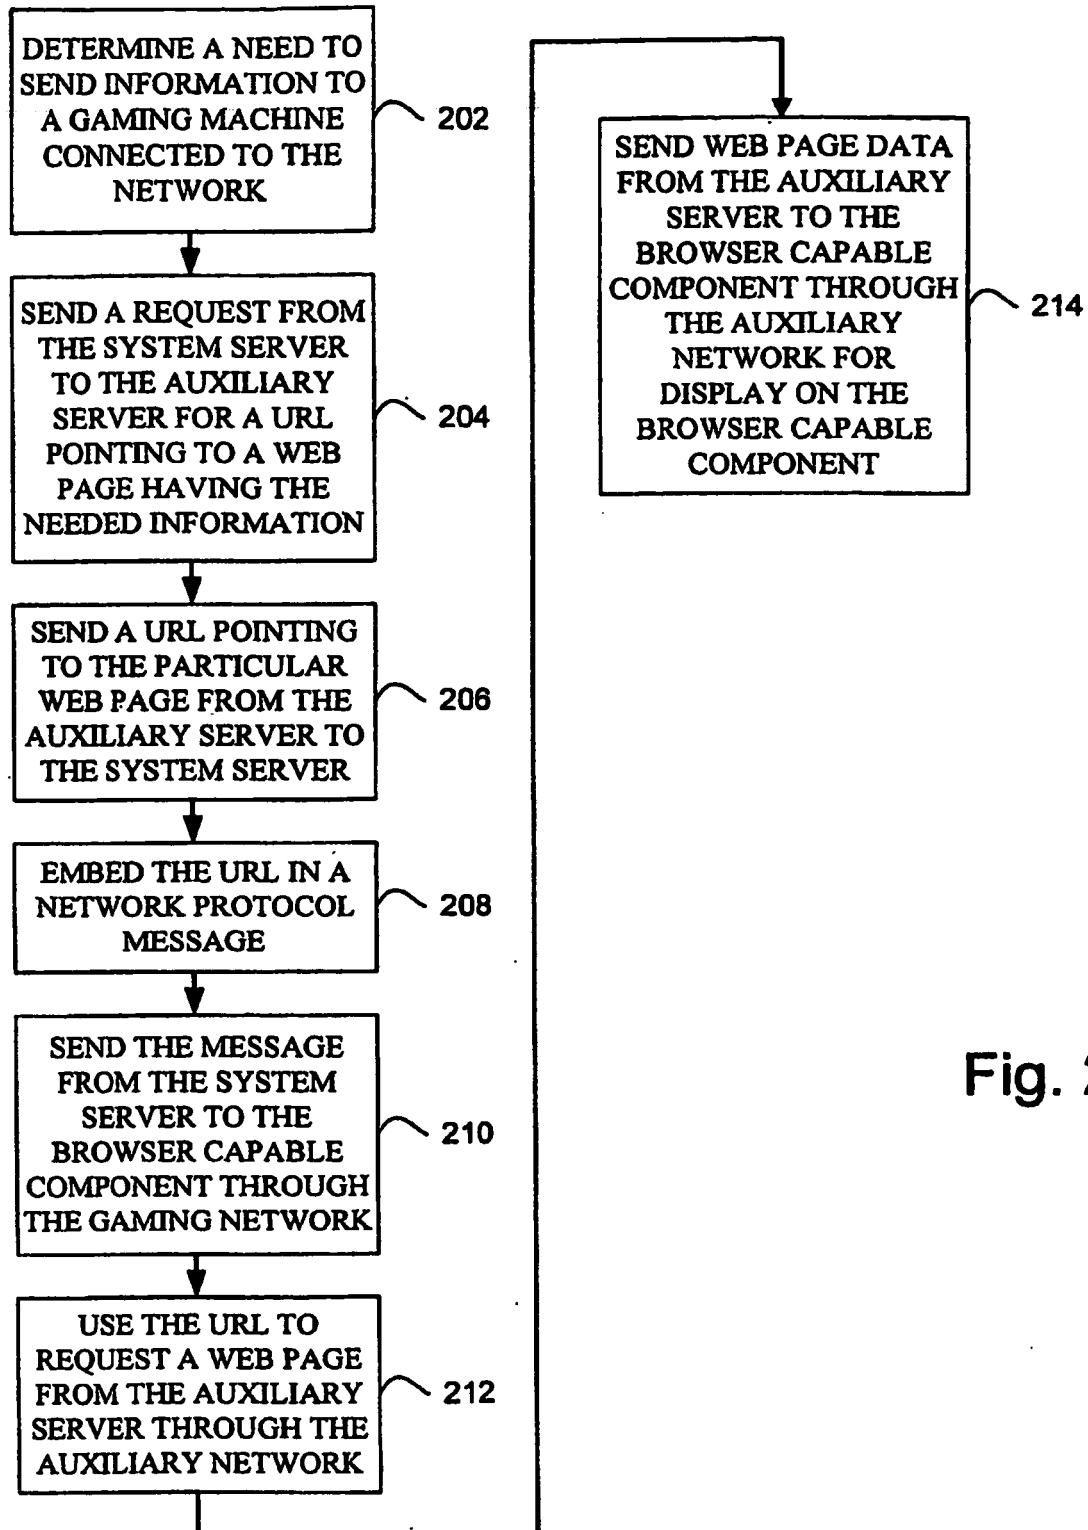 DETERMINE A NEED TO
SEND INFORMATION TO
A GAMING MACHINE
CONNECTED TO THE
NETWORK
202
SEND A REQUEST FROM
THE SYSTEM SERVER
TO THE AUXILIARY
SERVER FOR A URL
POINTING TO A WEB
PAGE HAVING THE
NEEDED INFORMATION
204
SEND A URL POINTING
TO THE PARTICULAR
WEB PAGE FROM THE
AUXILIARY SERVER TO
THE SYSTEM SERVER
206
EMBED THE URL IN A
NETWORK PROTOCOL
MESSAGE
208
SEND THE MESSAGE
FROM THE SYSTEM
SERVER TO THE
BROWSER CAPABLE
COMPONENT THROUGH
THE GAMING NETWORK
210
USE THE URL TO
REQUEST A WEB PAGE
FROM THE AUXILIARY
SERVER THROUGH THE
AUXILIARY NETWORK
212
SEND WEB PAGE DATA
FROM THE AUXILIARY
SERVER TO THE
BROWSER CAPABLE
COMPONENT THROUGH
THE AUXILIARY
NETWORK FOR
DISPLAY ON THE
BROWSER CAPABLE
COMPONENT
214
Fig.